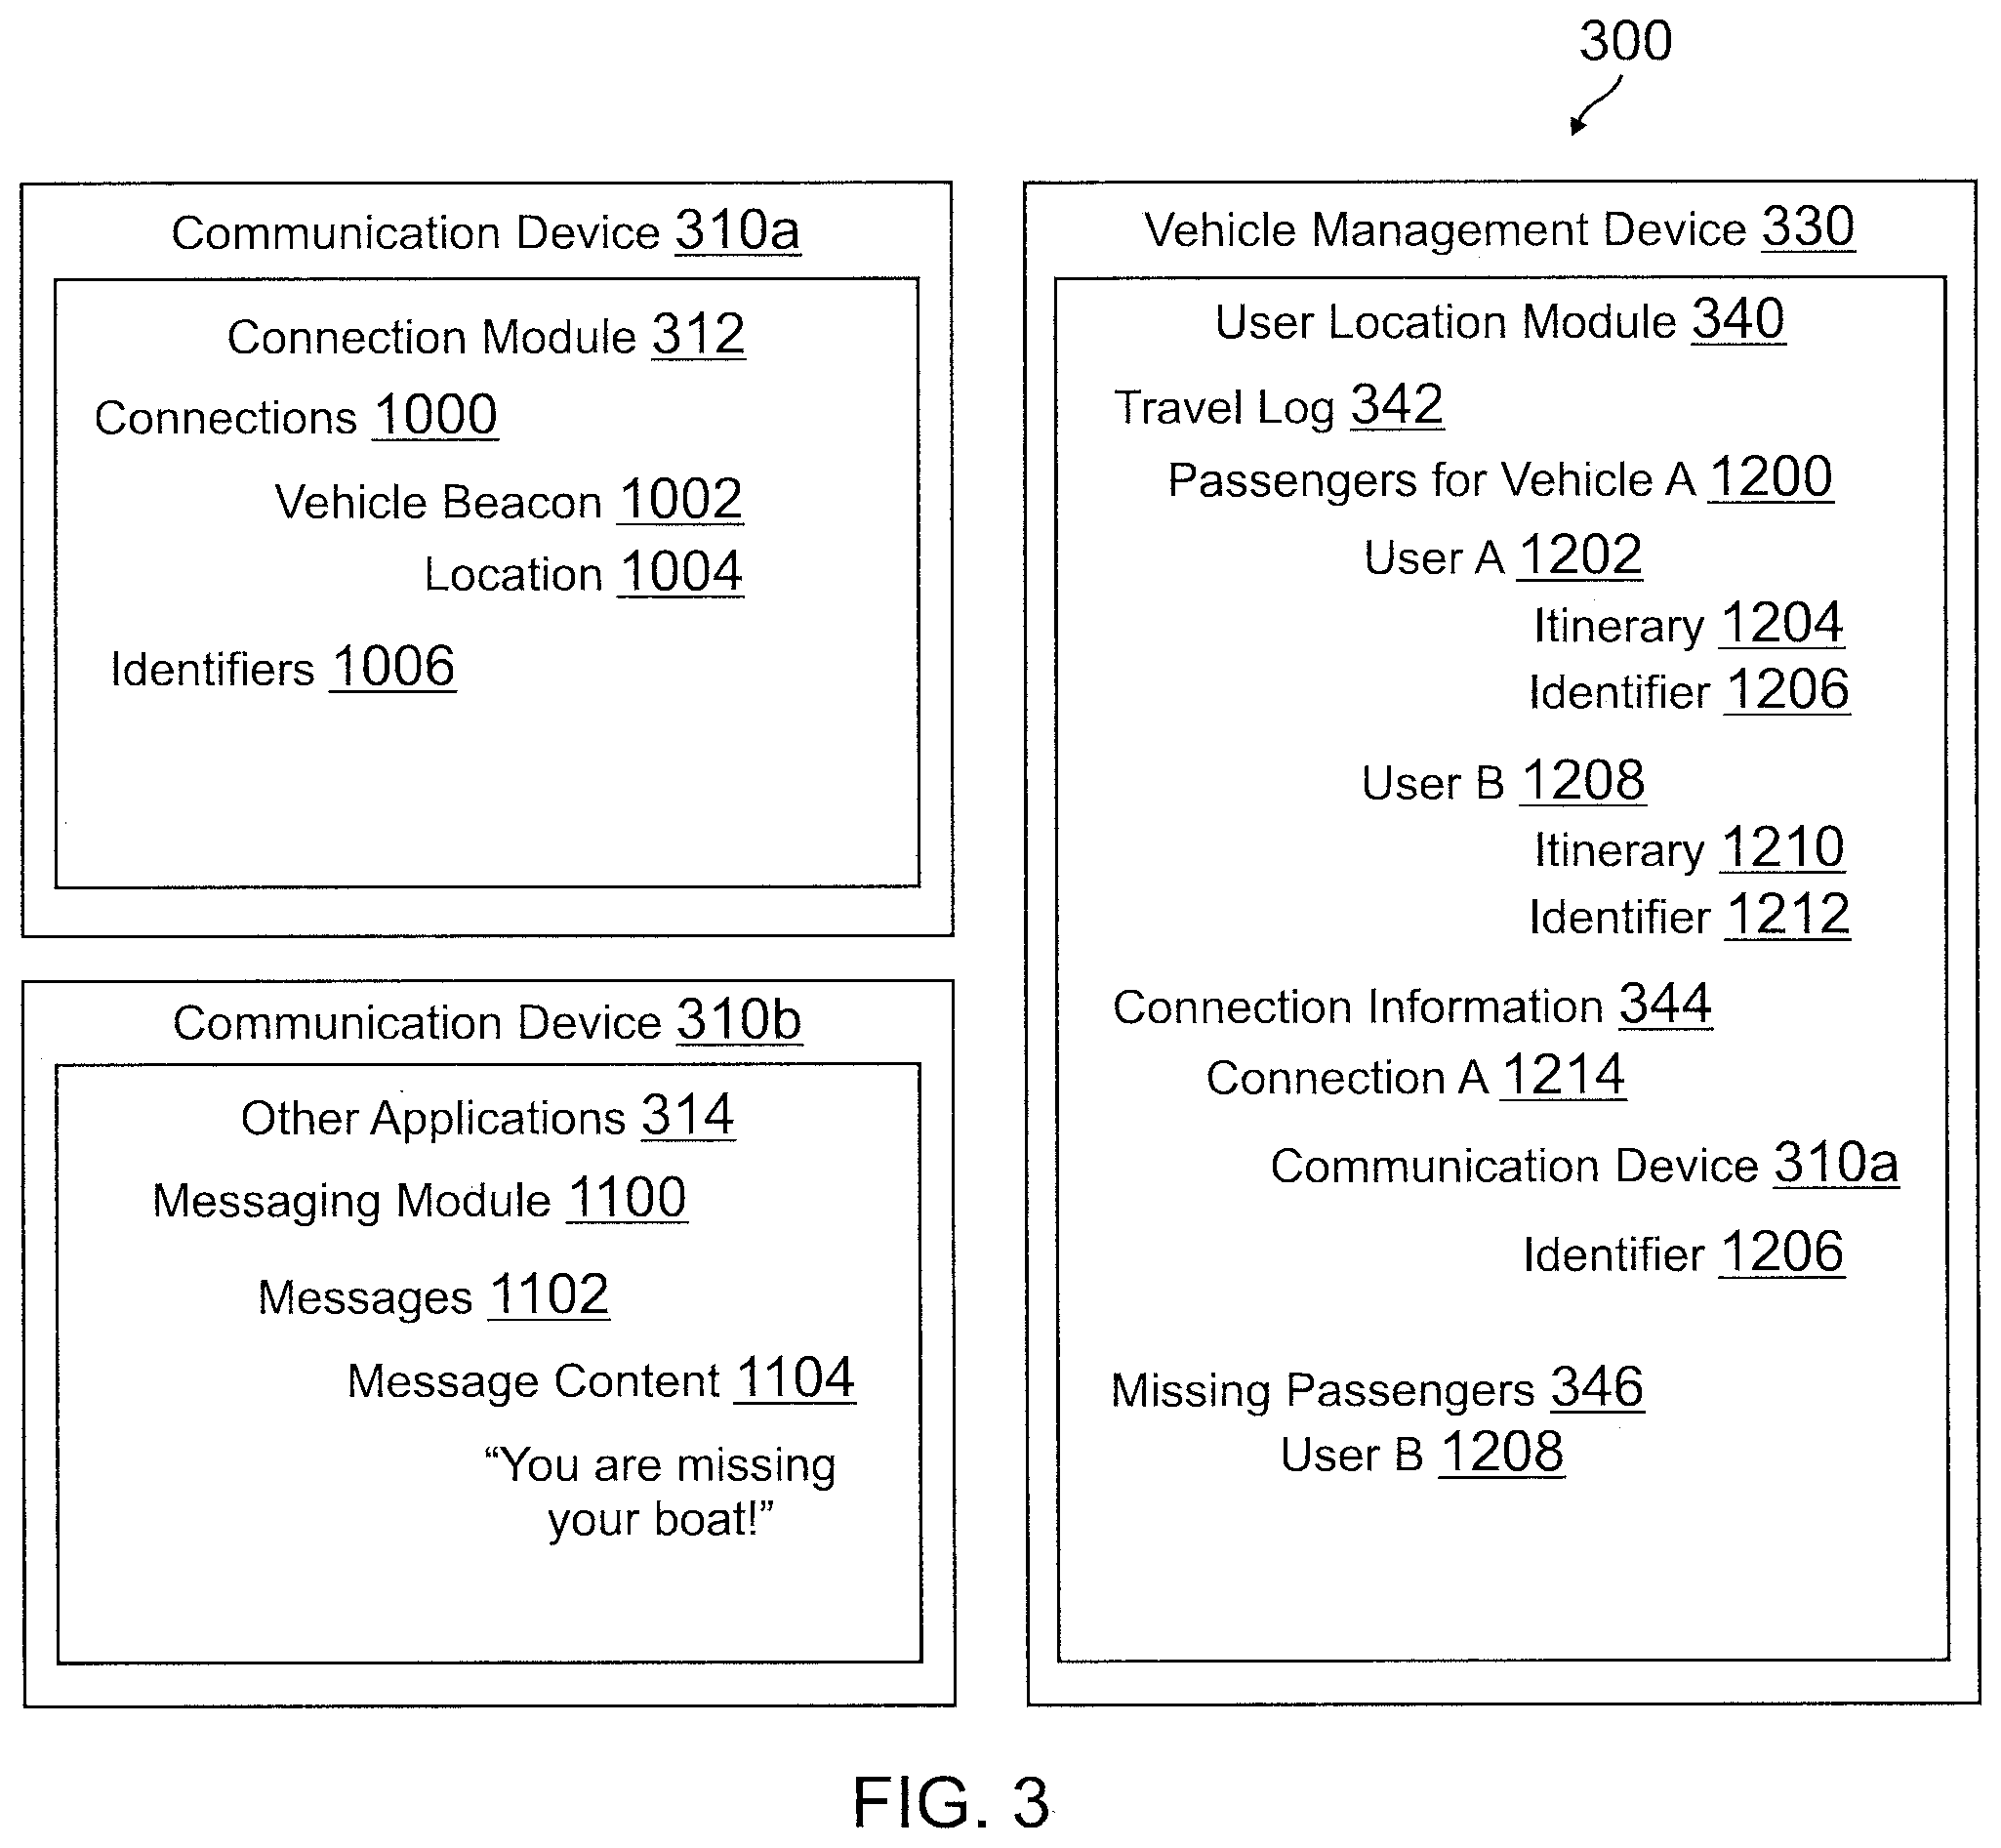 300
Communication Device 310a
Connection Module 312
Connections 1000
Vehicle Beacon 1002
Location 1004
Identifiers 1006
Communication Device 310b
Other Applications 314
Messaging Module 1100
Messages 1102
Message Content 1104
“You are missing
your boat!”
Vehicle Management Device 330
User Location Module 340
Travel Log 342
Passengers for Vehicle A 1200
User A 1202
Itinerary 1204
Identifier 1206
User B 1208
Itinerary 1210
Identifier 1212
Connection Information 344
Connection A 1214
Communication Device 310a
Identifier 1206
Missing Passengers 346
User B 1208
FIG. 3